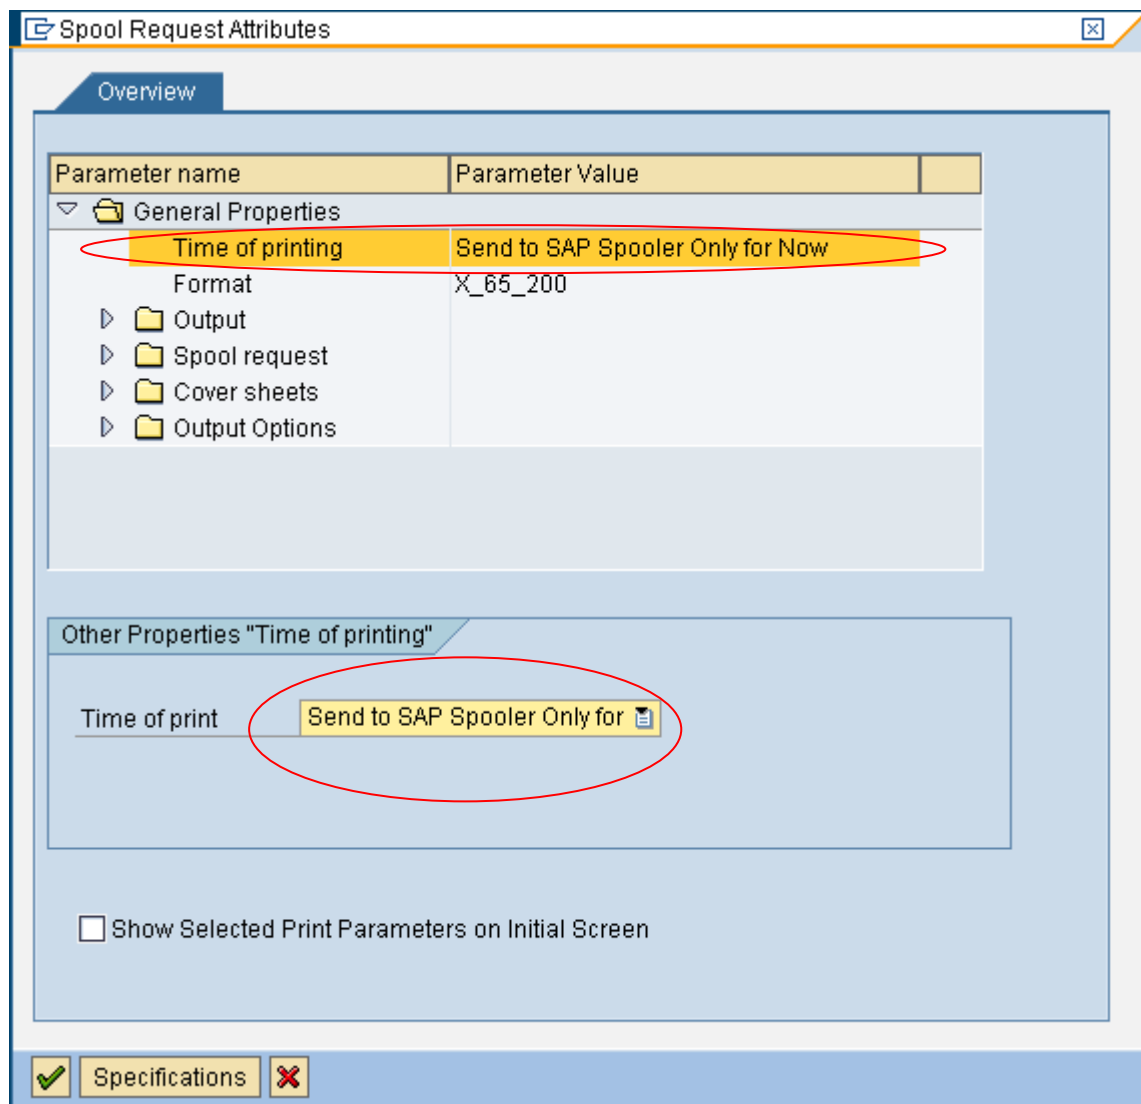 Spool Request Attributes
Overview
Parameter name Parameter Value
General Properties
Time of printing Send to SAP Spooler Only for Now
Format X_65_200
Output
Spool request
Cover sheets
Output Options
Other Properties "Time of printing"
Time of print Send to SAP Spooler Only for
Show Selected Print Parameters on Initial Screen
Specifications